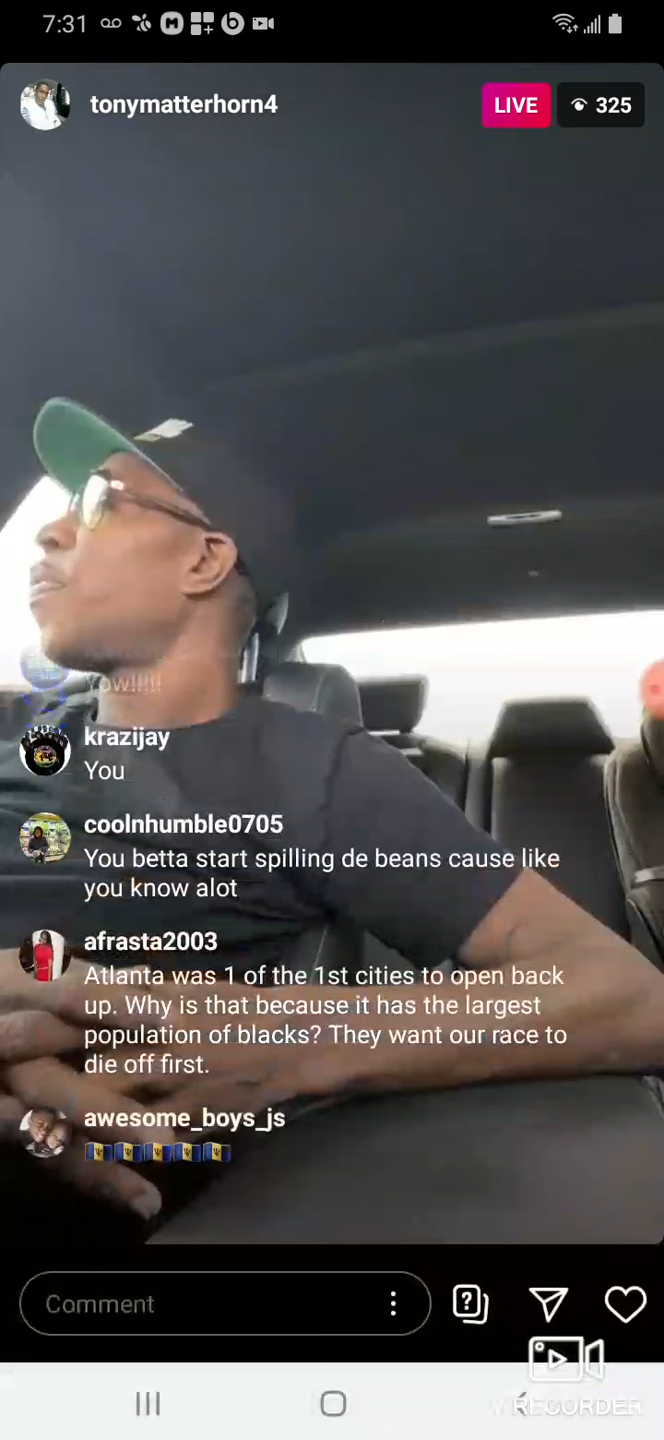 7:31
tonymatterhorn4
LIVE
325
Yow!!!!!
krazijay
You
coolnhumble0705
You betta start spilling de beans cause like
you know alot
afrasta2003
Atlanta was 1 of the 1st cities to open back
up. Why is that because it has the largest
population of blacks? They want our race to
die off first.
awesome_boys_js
Comment
V RECORDER